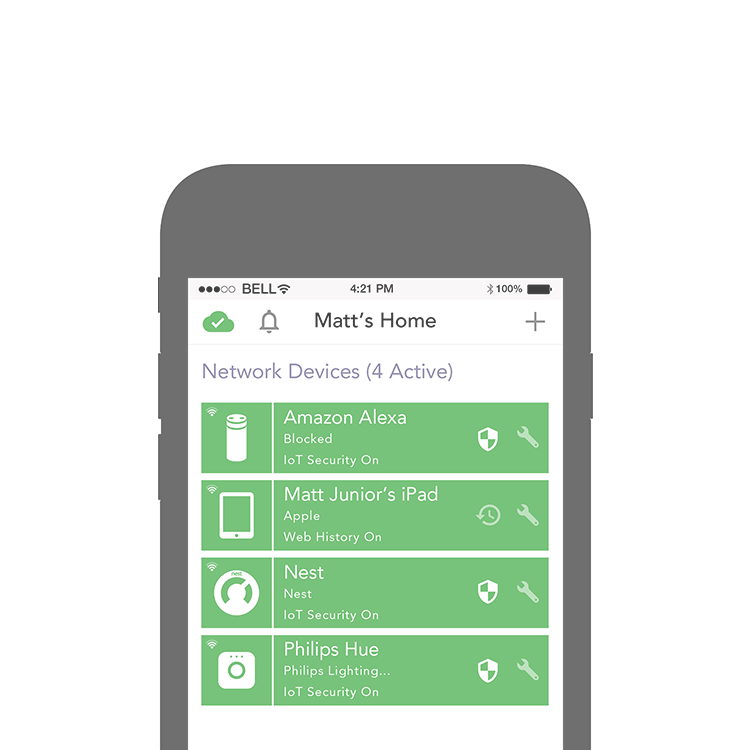 BELL 4:21 PM 100%
Matt's Home
Network Devices (4 Active)
Amazon Alexa
Blocked
IoT Security On
Matt Junior's iPad
Apple
Web History On
nest
Nest
Nest
IoT Security On
Philips Hue
Philips Lighting...
IoT Security On